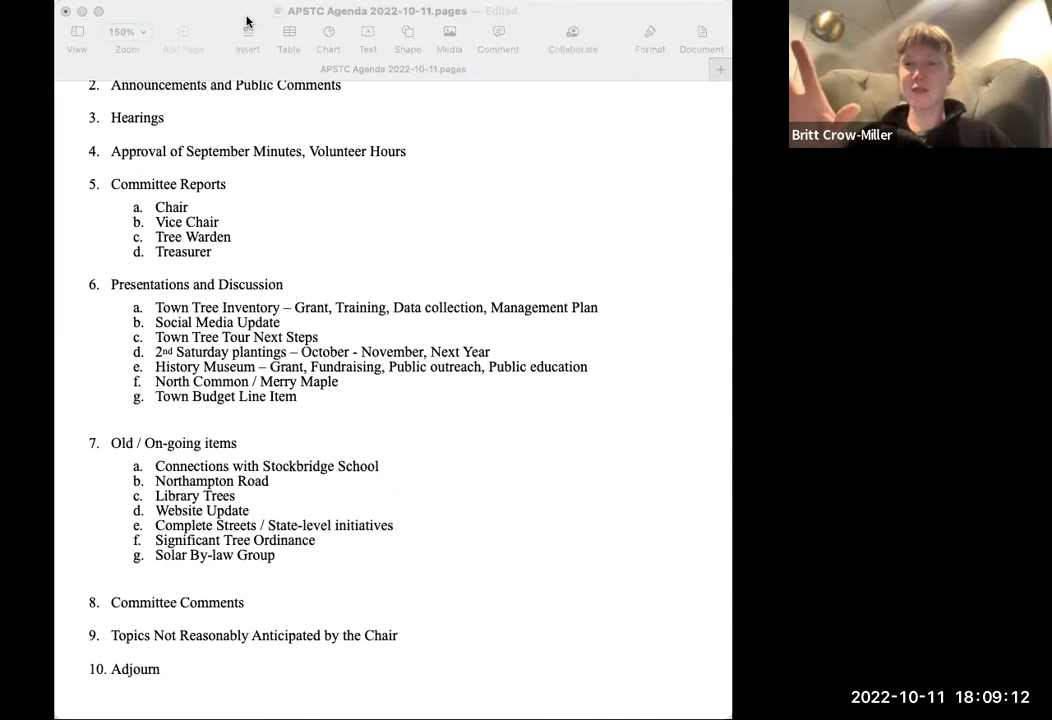 APSTC Agenda 2022-10-11.pages — Edited
150%
View
Zoom
Add Page
Insert
Table
Chart
Text
Shape
Media
Comment
Collaborate
Format
Document
APSTC Agenda 2022-10-11.pages
2. Announcements and Public Comments
3. Hearings
4. Approval of September Minutes, Volunteer Hours
5. Committee Reports
a. Chair
b. Vice Chair
c. Tree Warden
d. Treasurer
6. Presentations and Discussion
a. Town Tree Inventory – Grant, Training, Data collection, Management Plan
b. Social Media Update
c. Town Tree Tour Next Steps
d. 2nd Saturday plantings – October - November, Next Year
e. History Museum – Grant, Fundraising, Public outreach, Public education
f. North Common / Merry Maple
g. Town Budget Line Item
7. Old / On-going items
a. Connections with Stockbridge School
b. Northampton Road
c. Library Trees
d. Website Update
e. Complete Streets / State-level initiatives
f. Significant Tree Ordinance
g. Solar By-law Group
8. Committee Comments
9. Topics Not Reasonably Anticipated by the Chair
10. Adjourn
Britt Crow-Miller
2022-10-11 18:09:12